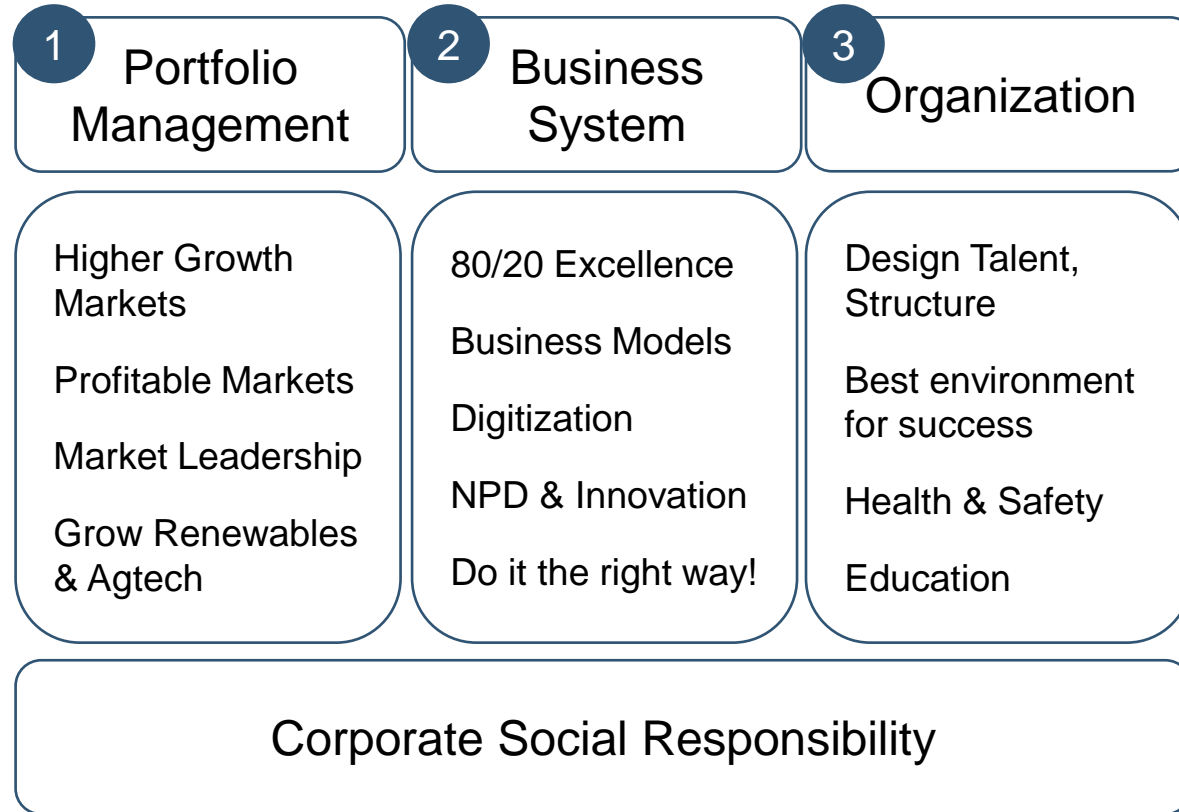 1
Portfolio
Management
2
Business
System
3
Organization
Higher Growth
Markets
Profitable Markets
Market Leadership
Grow Renewables
& Agtech
80/20 Excellence
Business Models
Digitization
NPD & Innovation
Do it the right way!
Design Talent,
Structure
Best environment
for success
Health & Safety
Education
Corporate Social Responsibility